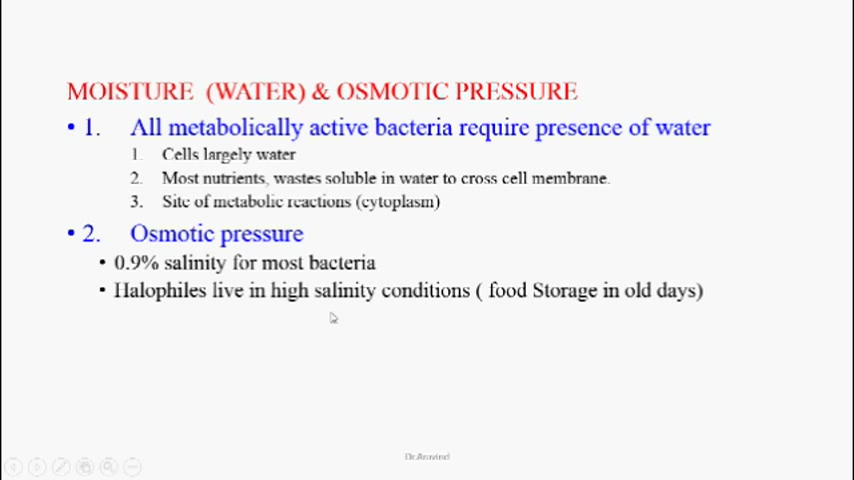 MOISTURE (WATER) & OSMOTIC PRESSURE
• 1. All metabolically active bacteria require presence of water
1. Cells largely water
2. Most nutrients, wastes soluble in water to cross cell membrane.
3. Site of metabolic reactions (cytoplasm)
• 2. Osmotic pressure
• 0.9% salinity for most bacteria
• Halophiles live in high salinity conditions ( food Storage in old days)
Dr.Aravind